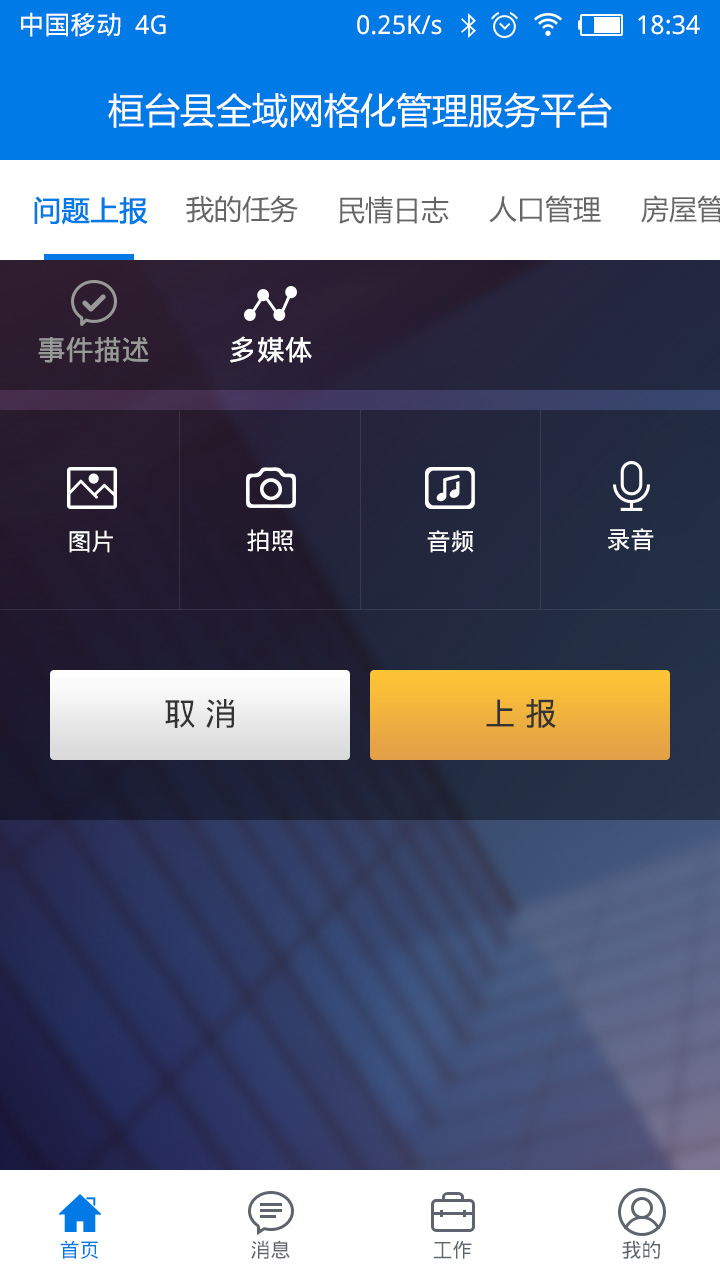 中国移动 4G 0.25K/s 18:34
桓台县全域网格化管理服务平台
问题上报 我的任务 民情日志 人口管理 房屋管
事件描述 多媒体
图片 拍照 音频 录音
取消 上报
首页 消息 工作 我的